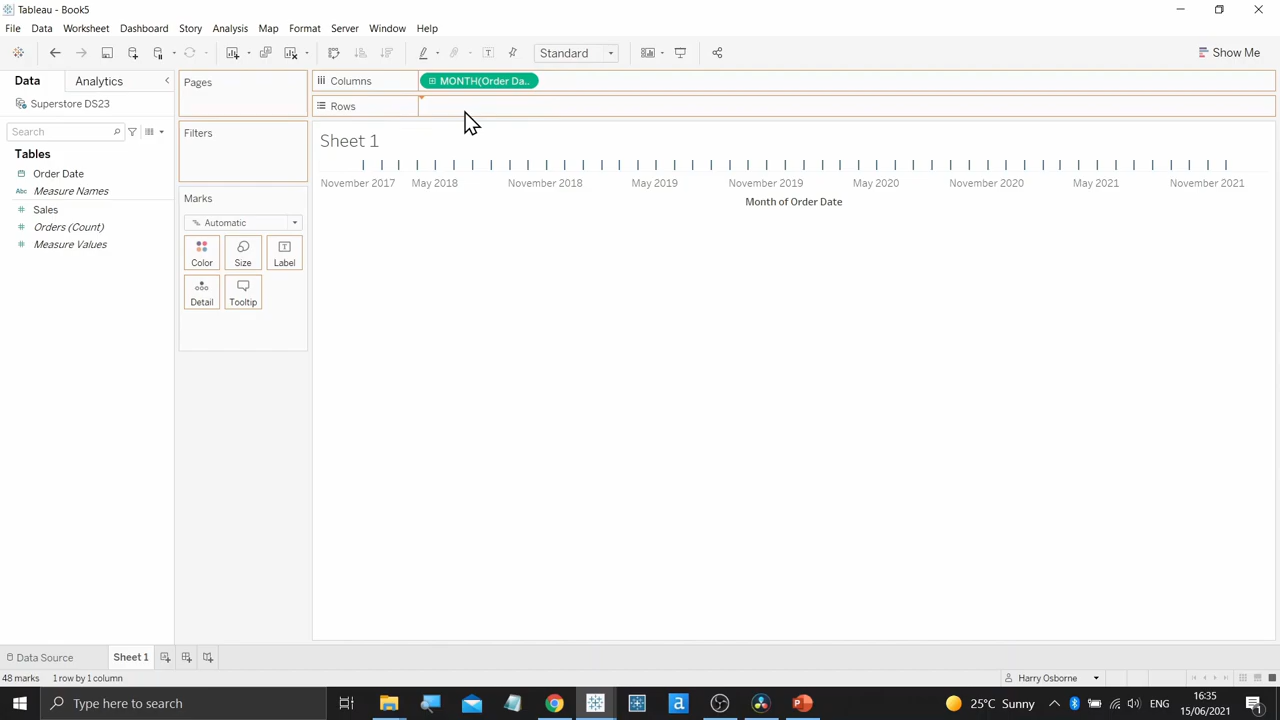 Tableau - Book5
File Data Worksheet Dashboard Story Analysis Map Format Server Window Help
Standard
Show Me
Data Analytics
Superstore DS23
Search
Tables
Order Date
Abc Measure Names
Sales
Orders (Count)
Measure Values
Pages
Filters
Marks
Automatic
Color Size Label
Detail Tooltip
Columns MONTH(Order Da..
Rows
Sheet 1
November 2017 May 2018 November 2018 May 2019 November 2019 May 2020 November 2020 May 2021 November 2021
Month of Order Date
Data Source Sheet 1
48 marks 1 row by 1 column
Harry Osborne
Type here to search
25°C Sunny
ENG
16:35
15/06/2021
1